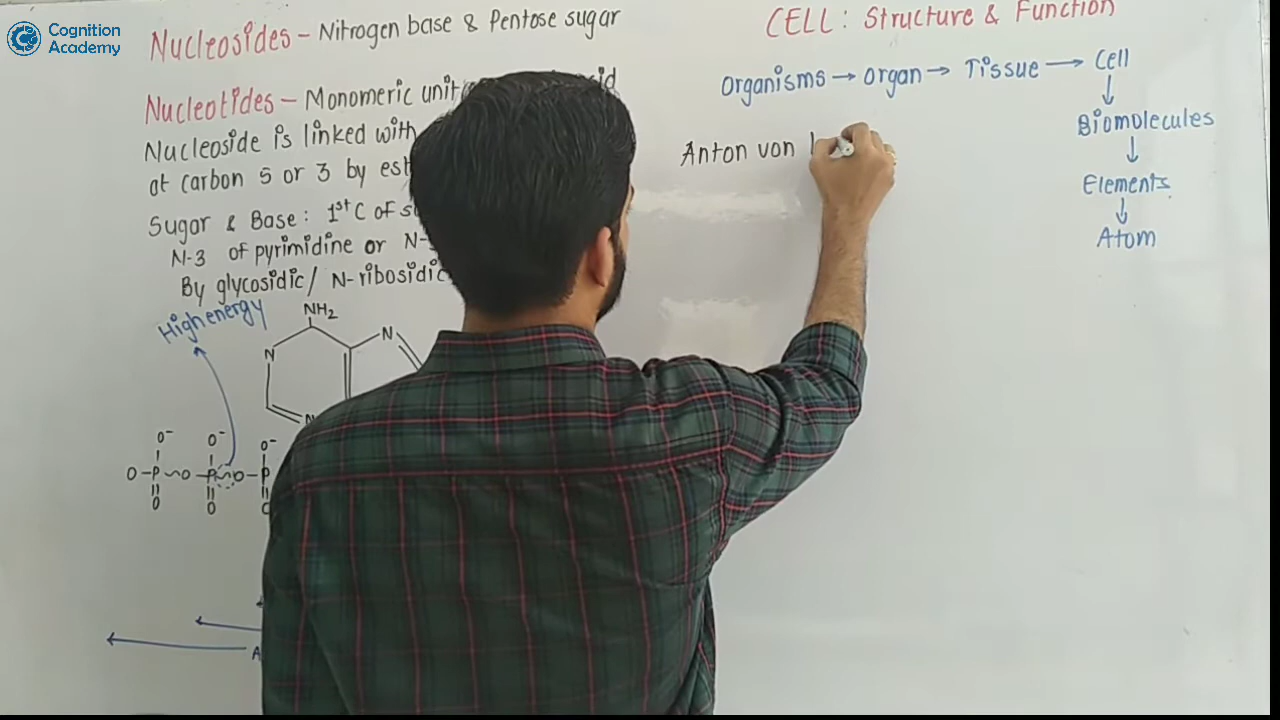 Cognition
Academy
Nucleosides - Nitrogen base & Pentose sugar
Nucleotides - Monomeric unit
Nucleoside is linked with
at carbon 5 or 3 by
Sugar & Base: 1st C of
N-3 of pyrimidine or N-
By glycosidic/ N-ribosidic
High energy
NH2
N
N
N
O⁻ O⁻ O⁻
O-P~O-P~O-P
O O
CELL: Structure & Function
Organisms → Organ → Tissue → Cell
↓
Biomolecules
↓
Elements
↓
Atom
Anton von